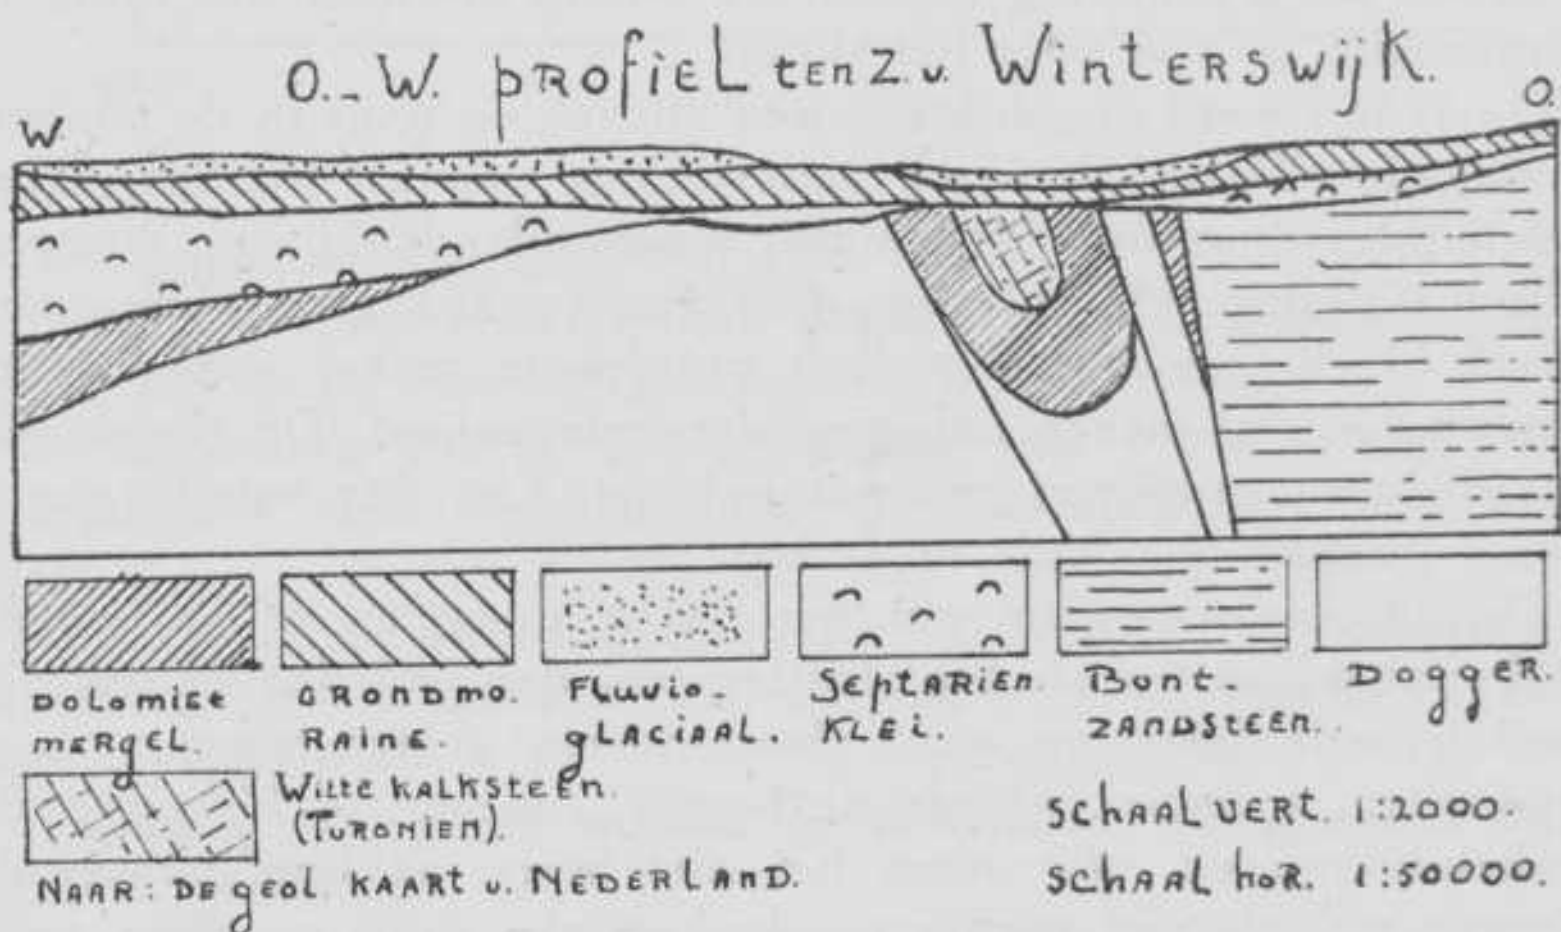 O.-W. profiel ten Z. v. Winterswijk.
W
O.
Dolomiet
mergel.
Grondmo.
raine.
Fluvio-
glaciaal.
Septarien.
klei.
Bont-
zandsteen.
Dogger.
Witte kalksteen.
(Turonien).
Schaal vert. 1:2000.
Schaal hor. 1:50000.
Naar: de geol. kaart v. Nederland.